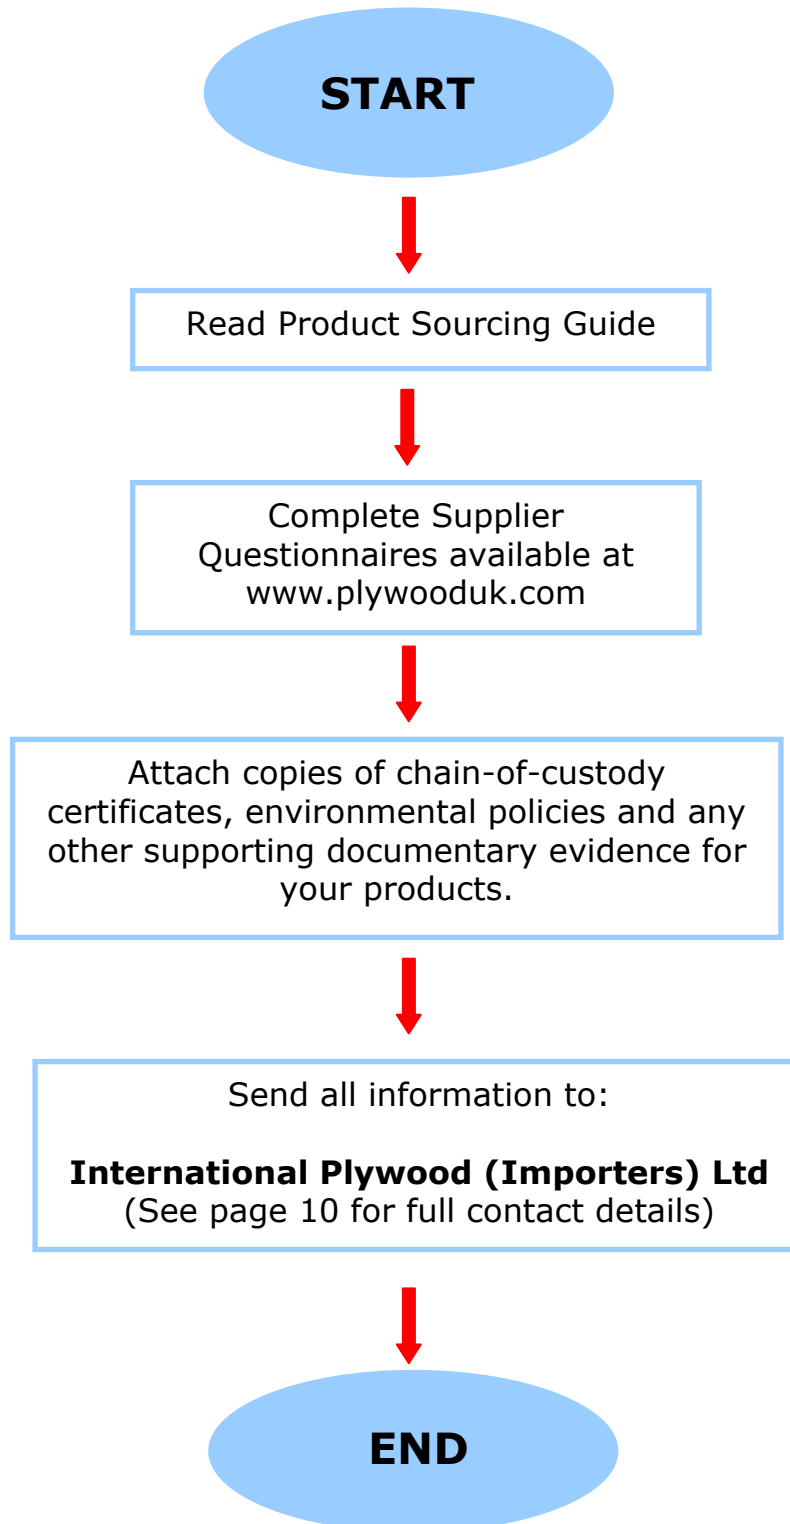 START
Read Product Sourcing Guide
Complete Supplier
Questionnaires available at
www.plywooduk.com
Attach copies of chain-of-custody
certificates, environmental policies and any
other supporting documentary evidence for
your products.
Send all information to:
International Plywood (Importers) Ltd
(See page 10 for full contact details)
END